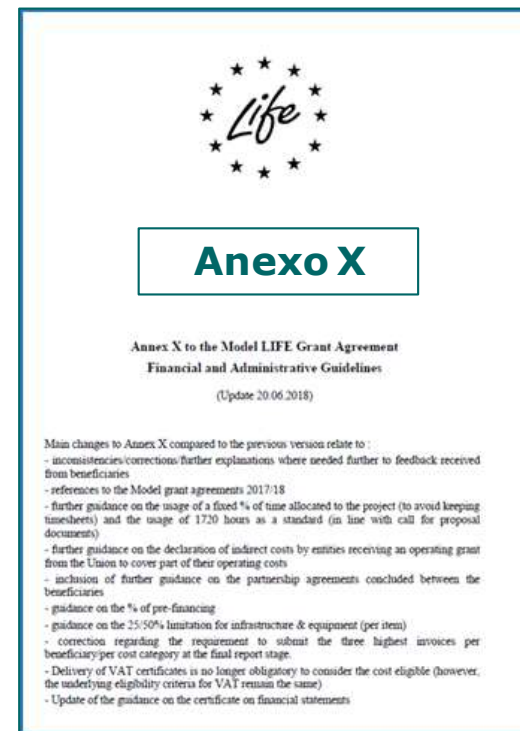 Life
Anexo X
Annex X to the Model LIFE Grant Agreement
Financial and Administrative Guidelines
(Update 20.06.2018)
Main changes to Annex X compared to the previous version relate to :
- inconsistencies/corrections/further explanations where needed further to feedback received
from beneficiaries
- references to the Model grant agreements 2017/18
- further guidance on the usage of a fixed % of time allocated to the project (to avoid keeping
timesheets) and the usage of 1720 hours as a standard (in line with call for proposal
documents)
- further guidance on the declaration of indirect costs by entities receiving an operating grant
from the Union to cover part of their operating costs
- inclusion of further guidance on the partnership agreements concluded between the
beneficiaries
- guidance on the % of pre-financing
- guidance on the 25/50% limitation for infrastructure & equipment (per item)
- correction regarding the requirement to submit the three highest invoices per
beneficiary/per cost category at the final report stage.
- Delivery of VAT certificates is no longer obligatory to consider the cost eligible (however,
the underlying eligibility criteria for VAT remain the same)
- Update of the guidance on the certificate on financial statements